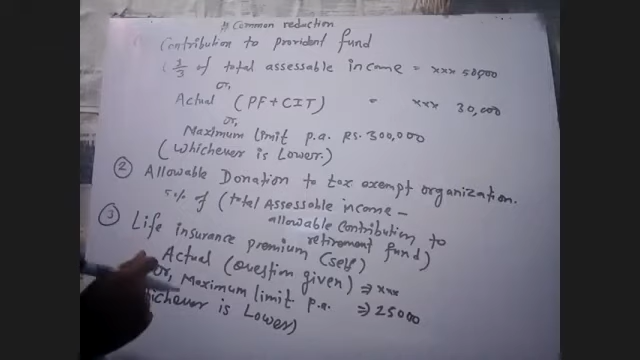 # Common reduction
Contribution to provident fund
( 1/3 of total assessable income = xxx 50,000
or,
Actual (PF+CIT) = xxx 30,000
or,
Maximum limit p.a. Rs. 300,000
(Whichever is Lower.)
② Allowable Donation to tax exempt organization.
5% of (total Assessable income -
allowable contribution to
retirement fund)
③ Life insurance premium (self)
Actual (question given) ⇒ xxx
or, Maximum limit p.a. ⇒ 25000
whichever is Lower)